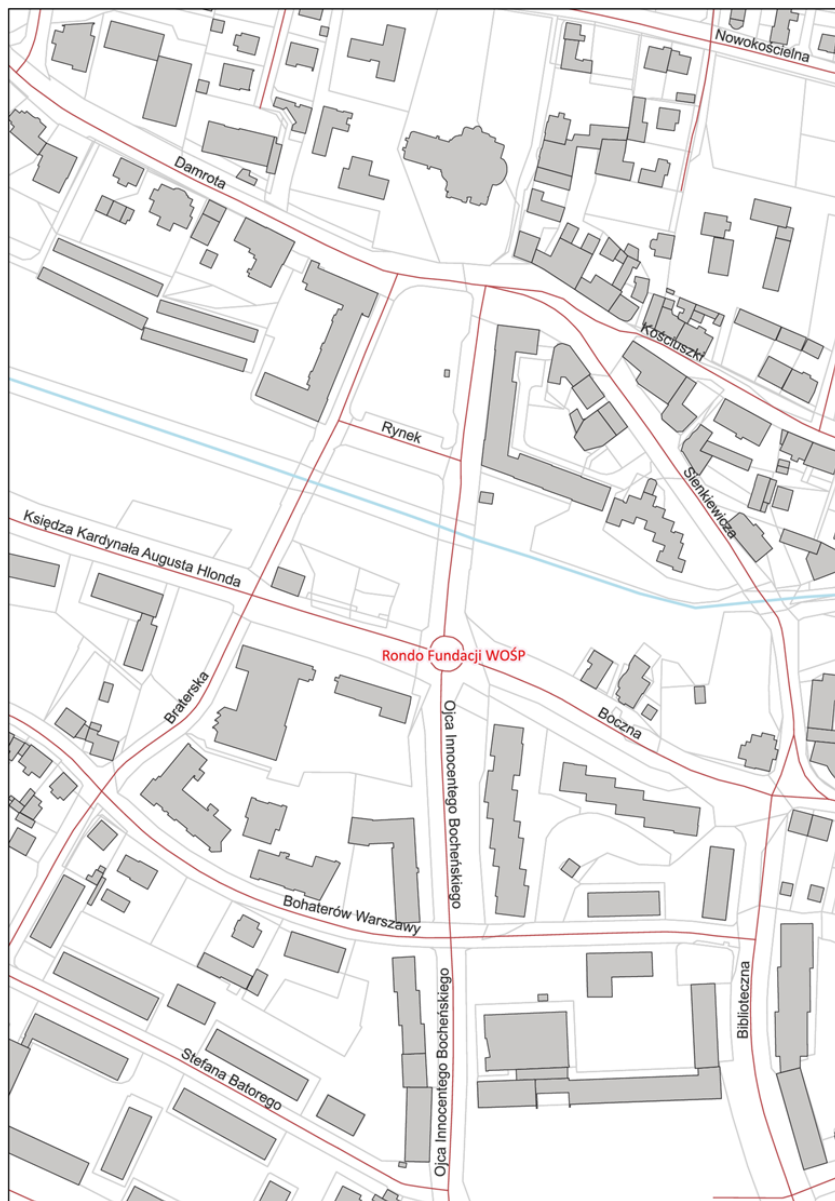 Nowokościelna
Damrota
Kościuszki
Rynek
Sienkiewicza
Księdza Kardynała Augusta Hlonda
Rondo Fundacji WOŚP
Braterska
Boczna
Ojca Innocentego Bocheńskiego
Bohaterów Warszawy
Ojca Innocentego Bocheńskiego
Biblioteczna
Stefana Batorego